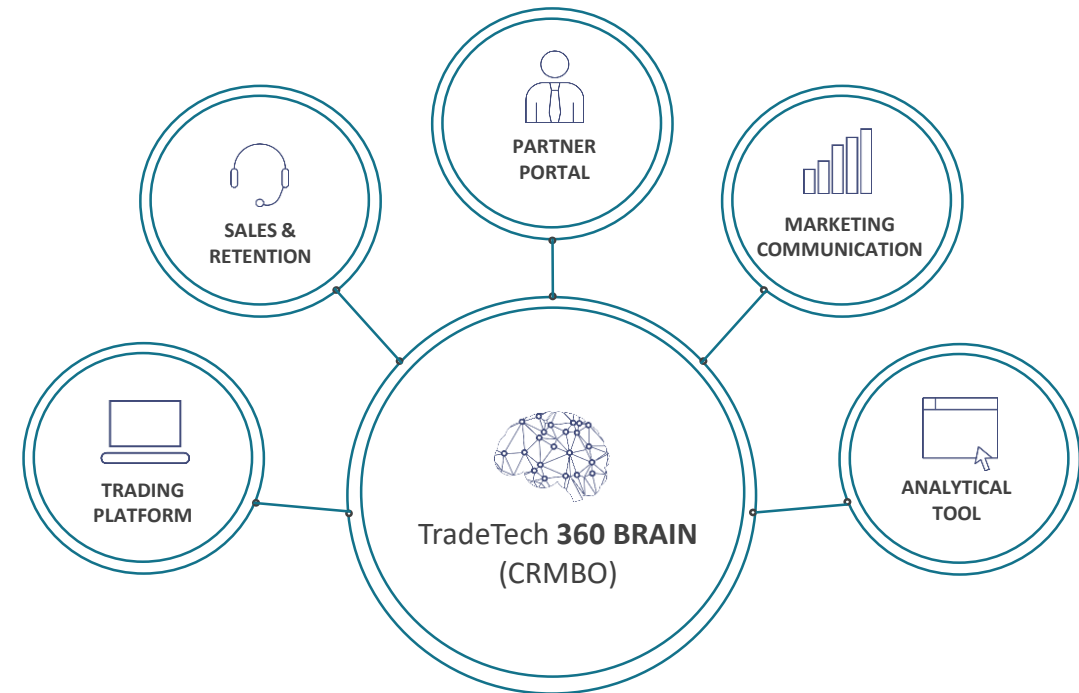 PARTNER
PORTAL
SALES &
RETENTION
MARKETING
COMMUNICATION
TRADING
PLATFORM
ANALYTICAL
TOOL
TradeTech 360 BRAIN
(CRMBO)